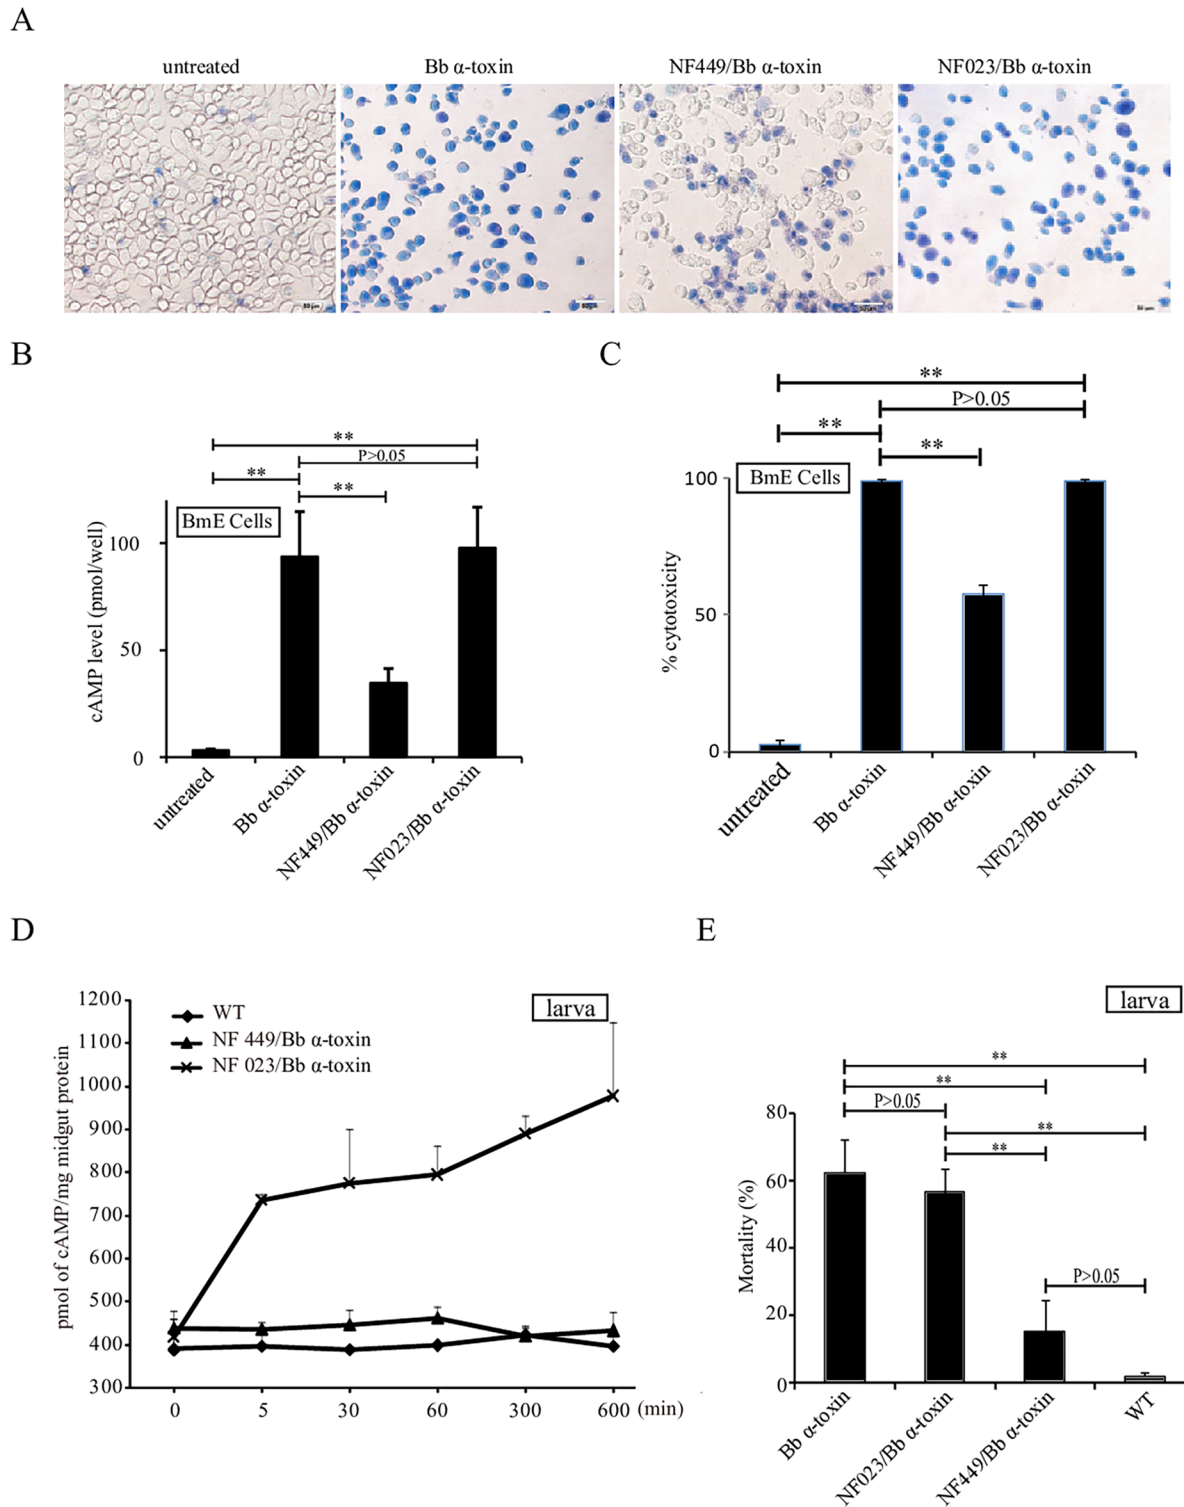 A
untreated
Bb α-toxin
NF449/Bb α-toxin
NF023/Bb α-toxin
50 μm
50 μm
B
**
P>0.05
**
**
BmE Cells
cAMP level (pmol/well)
100
50
0
untreated
Bb α-toxin
NF449/Bb α-toxin
NF023/Bb α-toxin
C
**
P>0.05
**
**
BmE Cells
% cytotoxicity
100
50
0
untreated
Bb α-toxin
NF449/Bb α-toxin
NF023/Bb α-toxin
D
larva
WT
NF 449/Bb α-toxin
NF 023/Bb α-toxin
pmol of cAMP/mg midgut protein
1200
1100
1000
900
800
700
600
500
400
300
0 5 30 60 300 600 (min)
E
larva
**
**
P>0.05
**
**
P>0.05
Mortality (%)
80
60
40
20
0
Bb α-toxin
NF023/Bb α-toxin
NF449/Bb α-toxin
WT